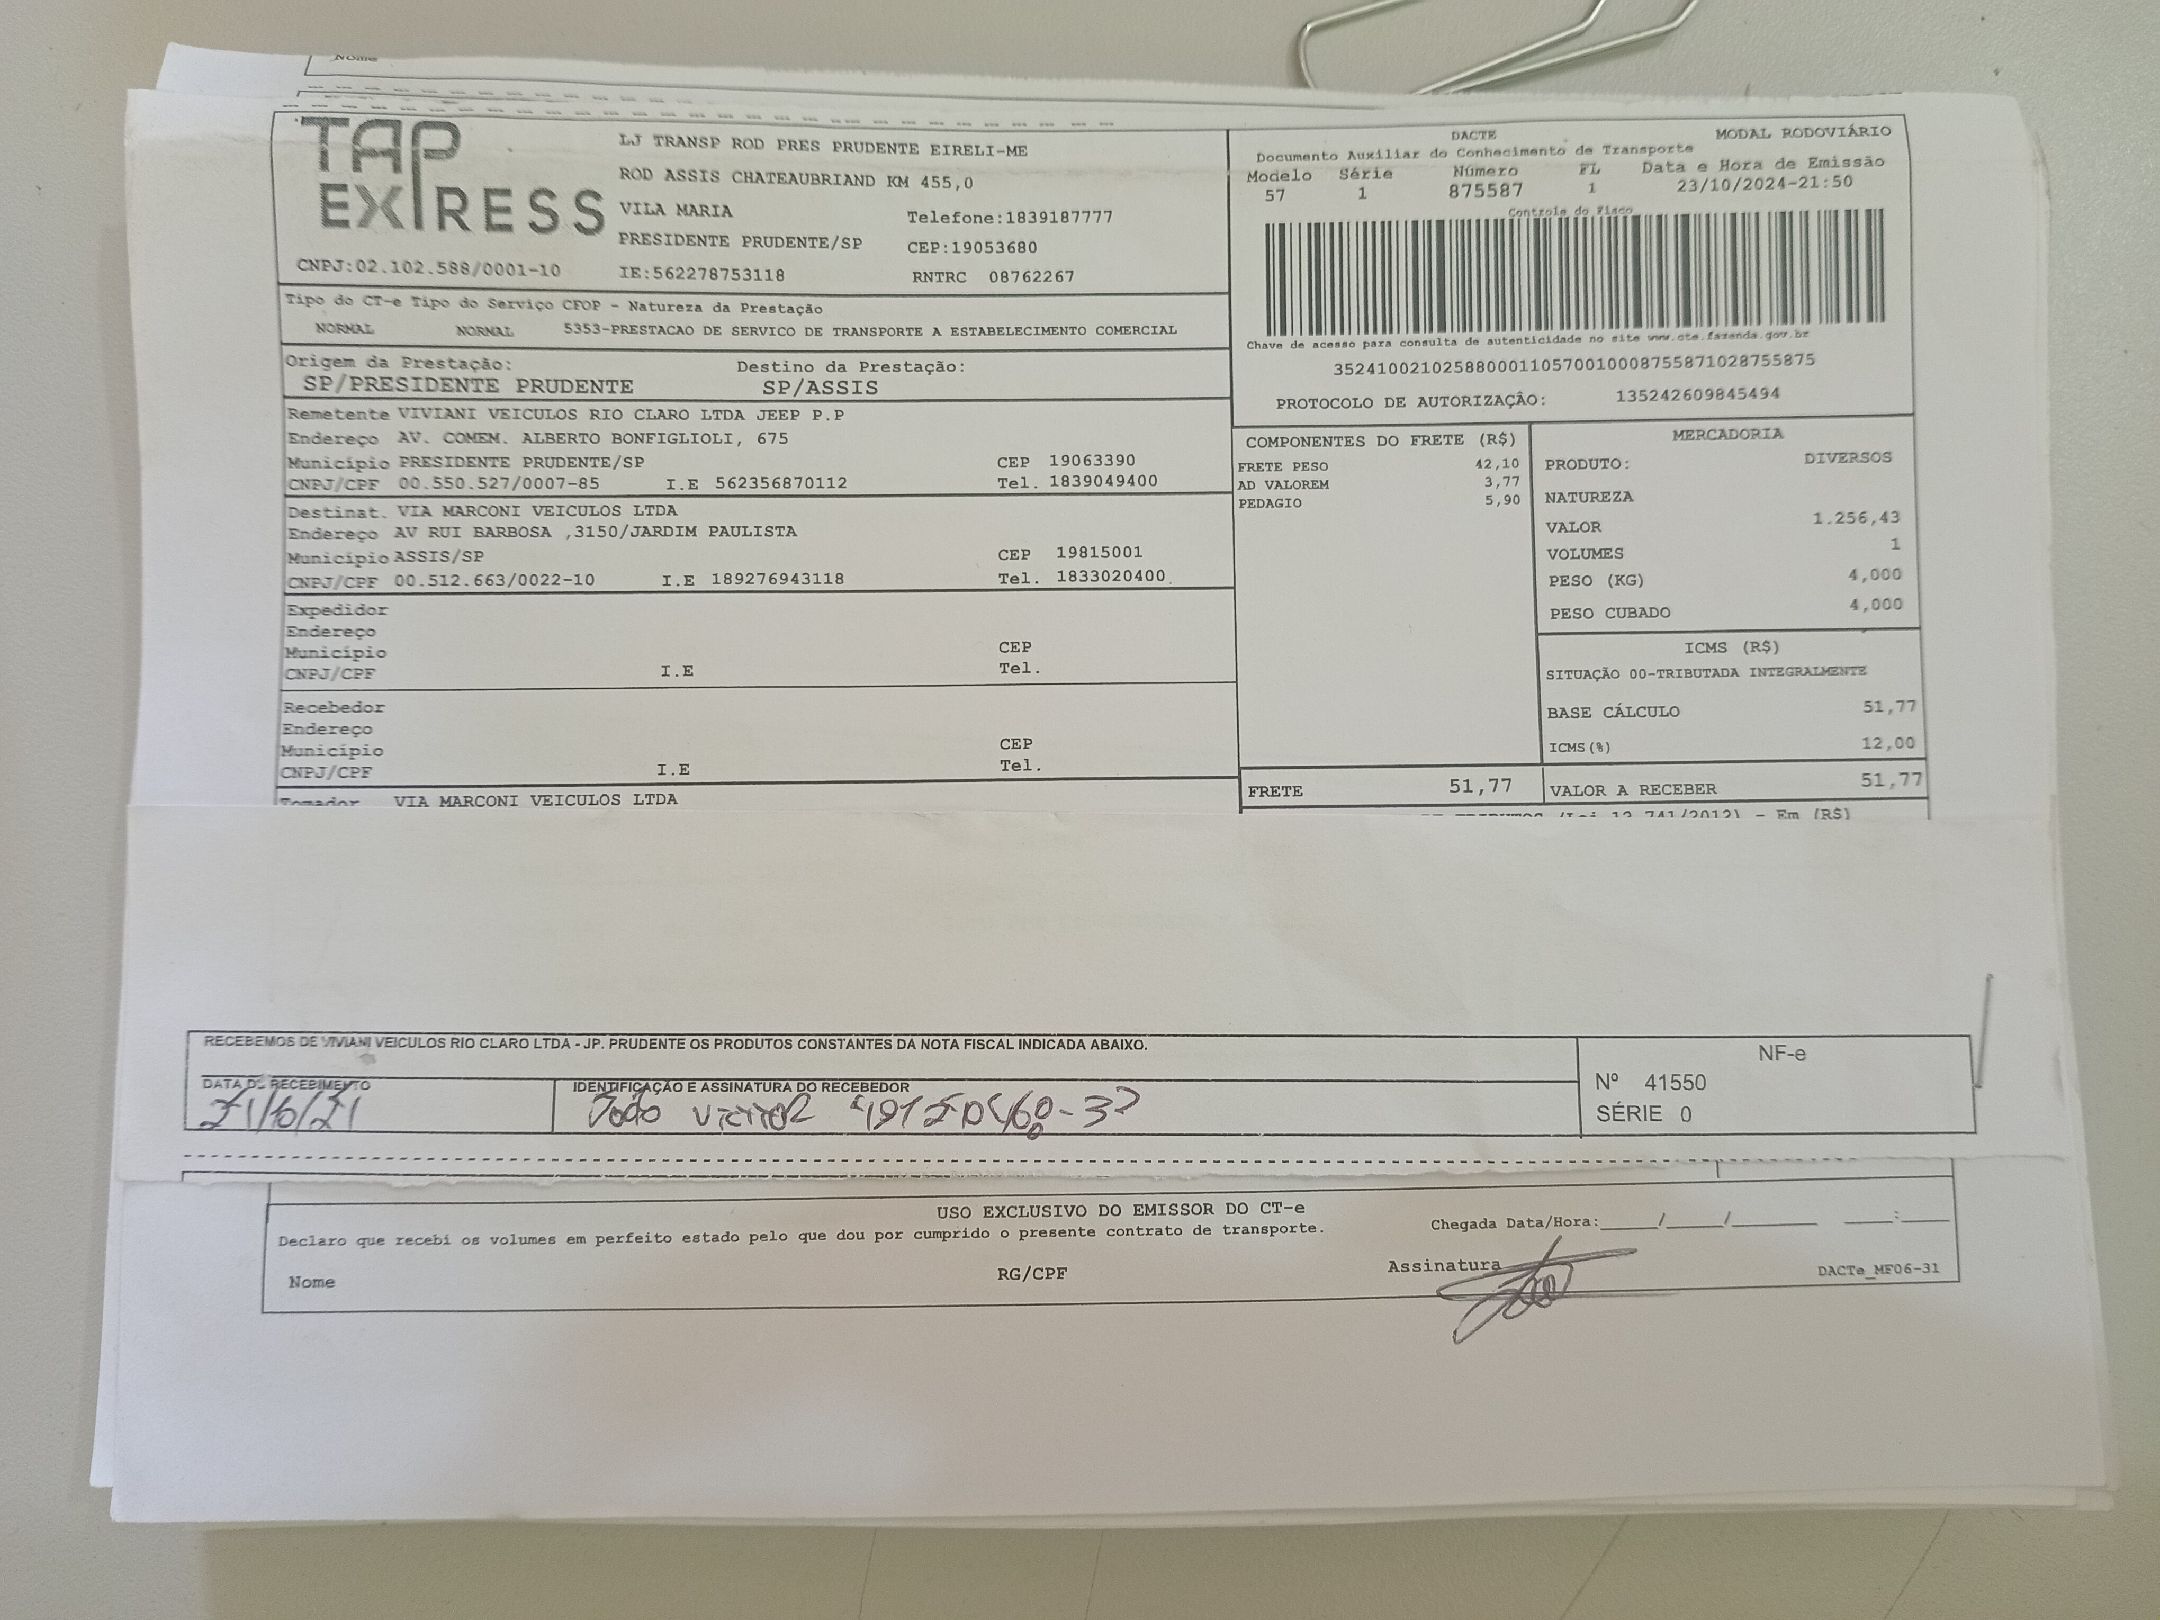 Nome
TAP EXPRESS
CNPJ:02.102.588/0001-10
LJ TRANSP ROD PRES PRUDENTE EIRELI-ME
ROD ASSIS CHATEAUBRIAND KM 455,0
VILA MARIA Telefone:1839187777
PRESIDENTE PRUDENTE/SP CEP:19053680
IE:562278753118 RNTRC 08762267
DACTE MODAL RODOVIÁRIO
Documento Auxiliar do Conhecimento de Transporte
Modelo Série Número FL Data e Hora de Emissão
57 1 875587 1 23/10/2024-21:50
Controle do Fisco
Chave de acesso para consulta de autenticidade no site www.cte.fazenda.gov.br
35241002102588000110570010008755871028755875
PROTOCOLO DE AUTORIZAÇÃO: 135242609845494
Tipo do CT-e Tipo do Serviço CFOP - Natureza da Prestação
NORMAL NORMAL 5353-PRESTACAO DE SERVICO DE TRANSPORTE A ESTABELECIMENTO COMERCIAL
Origem da Prestação: Destino da Prestação:
SP/PRESIDENTE PRUDENTE SP/ASSIS
Remetente VIVIANI VEICULOS RIO CLARO LTDA JEEP P.P
Endereço AV. COMEM. ALBERTO BONFIGLIOLI, 675
Município PRESIDENTE PRUDENTE/SP CEP 19063390
CNPJ/CPF 00.550.527/0007-85 I.E 562356870112 Tel. 1839049400
Destinat. VIA MARCONI VEICULOS LTDA
Endereço AV RUI BARBOSA ,3150/JARDIM PAULISTA
Município ASSIS/SP CEP 19815001
CNPJ/CPF 00.512.663/0022-10 I.E 189276943118 Tel. 1833020400
Expedidor
Endereço
Município CEP
CNPJ/CPF I.E Tel.
Recebedor
Endereço
Município CEP
CNPJ/CPF I.E Tel.
Tomador VIA MARCONI VEICULOS LTDA
COMPONENTES DO FRETE (R$)
FRETE PESO 42,10
AD VALOREM 3,77
PEDAGIO 5,90
FRETE 51,77
MERCADORIA
PRODUTO: DIVERSOS
NATUREZA
VALOR 1.256,43
VOLUMES 1
PESO (KG) 4,000
PESO CUBADO 4,000
ICMS (R$)
SITUAÇÃO 00-TRIBUTADA INTEGRALMENTE
BASE CÁLCULO 51,77
ICMS(%) 12,00
VALOR A RECEBER 51,77
(Lei 12.741/2012) - Em (R$)
RECEBEMOS DE VIVIANI VEICULOS RIO CLARO LTDA - JP. PRUDENTE OS PRODUTOS CONSTANTES DA NOTA FISCAL INDICADA ABAIXO.
DATA DE RECEBIMENTO
IDENTIFICAÇÃO E ASSINATURA DO RECEBEDOR
João Victor
NF-e
Nº 41550
SÉRIE 0
USO EXCLUSIVO DO EMISSOR DO CT-e
Declaro que recebi os volumes em perfeito estado pelo que dou por cumprido o presente contrato de transporte.
Chegada Data/Hora:_____/_____/_______ ____:____
Nome RG/CPF Assinatura DACTe_MF06-31